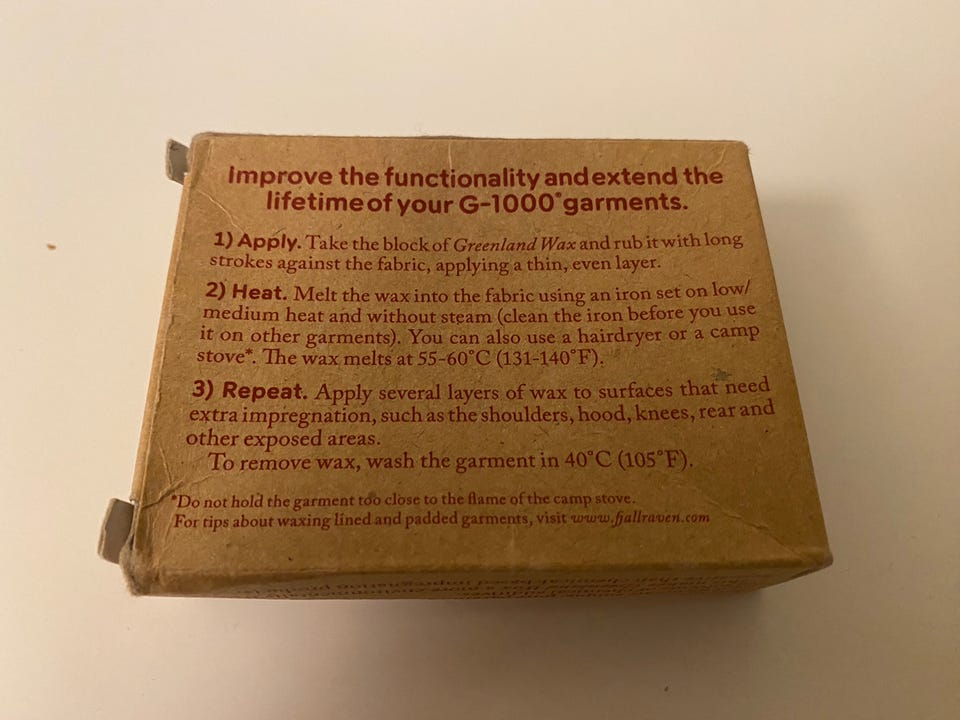 Improve the functionality and extend the
lifetime of your G-1000® garments.
1) Apply. Take the block of Greenland Wax and rub it with long
strokes against the fabric, applying a thin, even layer.
2) Heat. Melt the wax into the fabric using an iron set on low/
medium heat and without steam (clean the iron before you use
it on other garments). You can also use a hairdryer or a camp
stove*. The wax melts at 55-60°C (131-140°F).
3) Repeat. Apply several layers of wax to surfaces that need
extra impregnation, such as the shoulders, hood, knees, rear and
other exposed areas.
To remove wax, wash the garment in 40°C (105°F).
*Do not hold the garment too close to the flame of the camp stove.
For tips about waxing lined and padded garments, visit www.fjallraven.com